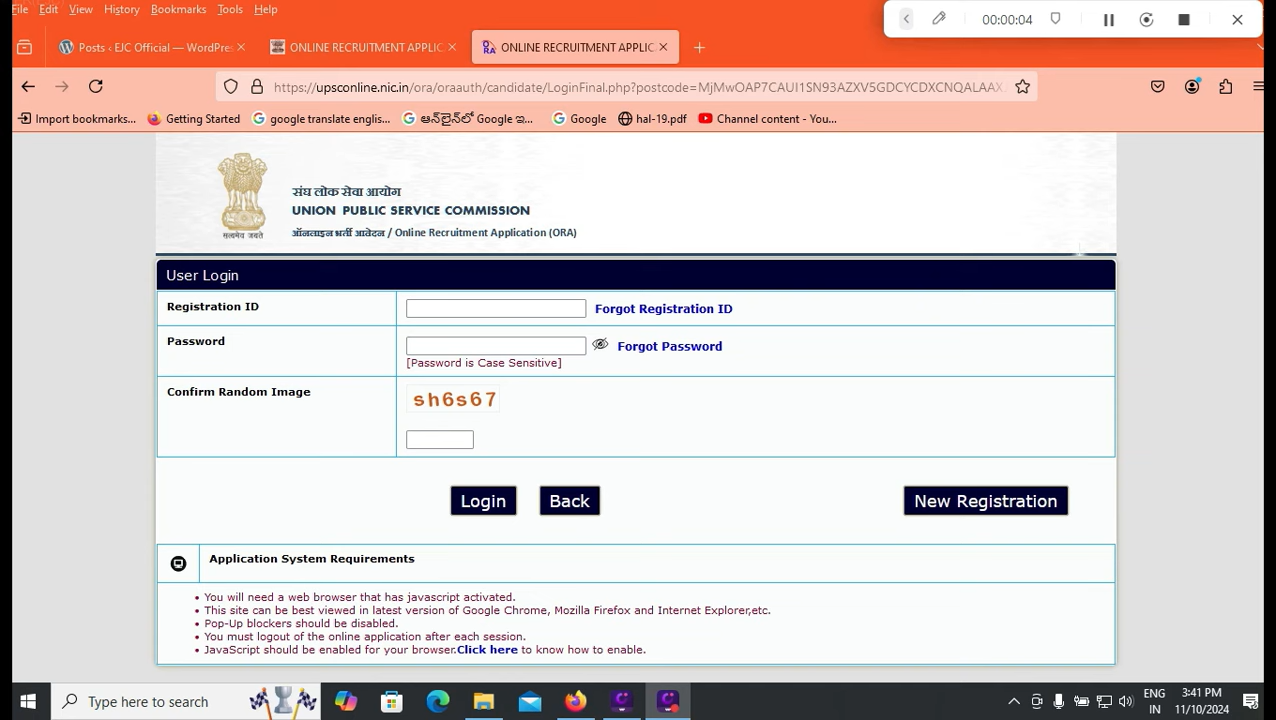 File Edit View History Bookmarks Tools Help
00:00:04
Posts ‹ EJC Official — WordPre
ONLINE RECRUITMENT APPLIC
ONLINE RECRUITMENT APPLIC
https://upsconline.nic.in/ora/oraauth/candidate/LoginFinal.php?postcode=MjMwOAP7CAUI1SN93AZXV5GDCYCDXCNQALAAX
Import bookmarks... Getting Started google translate englis... ఆన్‌లైన్‌లో Google ఇ... Google hal-19.pdf Channel content - You...
संघ लोक सेवा आयोग
UNION PUBLIC SERVICE COMMISSION
ऑनलाइन भर्ती आवेदन / Online Recruitment Application (ORA)
सत्यमेव जयते
User Login
Registration ID Forgot Registration ID
Password Forgot Password
[Password is Case Sensitive]
Confirm Random Image
sh6s67
Login Back New Registration
Application System Requirements
• You will need a web browser that has javascript activated.
• This site can be best viewed in latest version of Google Chrome, Mozilla Firefox and Internet Explorer,etc.
• Pop-Up blockers should be disabled.
• You must logout of the online application after each session.
• JavaScript should be enabled for your browser.Click here to know how to enable.
Type here to search
ENG
IN
3:41 PM
11/10/2024